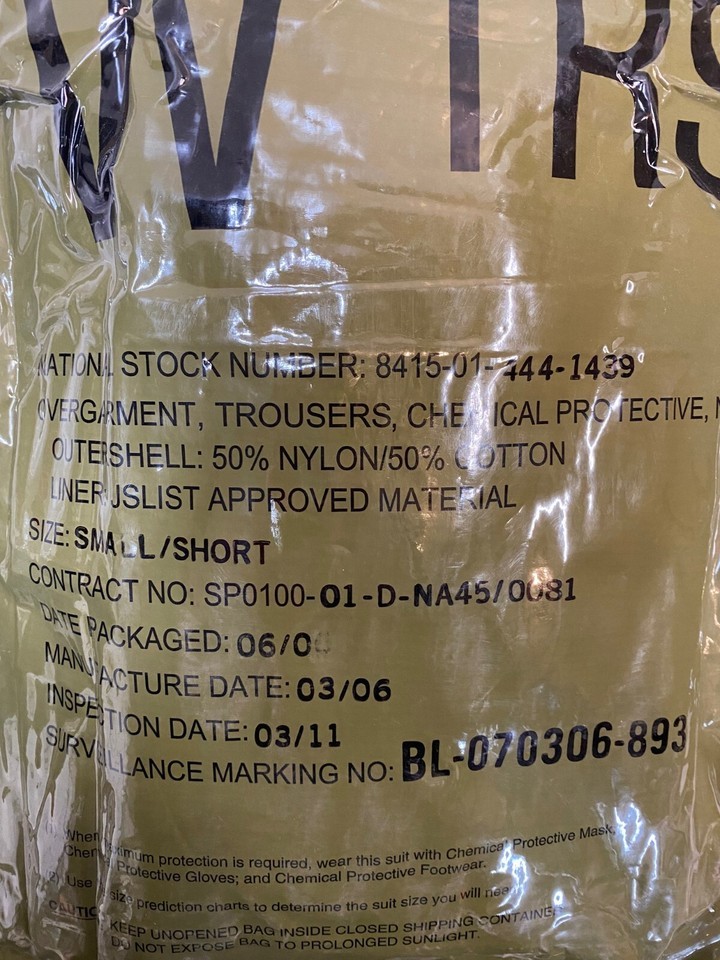 W TRS
NATIONAL STOCK NUMBER: 8415-01-444-1439
OVERGARMENT, TROUSERS, CHEMICAL PROTECTIVE,
OUTERSHELL: 50% NYLON/50% COTTON
LINER JSLIST APPROVED MATERIAL
SIZE: SMALL/SHORT
CONTRACT NO: SP0100-01-D-NA45/0081
DATE PACKAGED:
MANUFACTURE DATE: 03/06
INSPECTION DATE: 03/11
SURVEILLANCE MARKING NO: BL-070306-893
When maximum protection is required, wear this suit with Chemical Protective Mask;
Chemical Protective Gloves; and Chemical Protective Footwear.
2) Use size prediction charts to determine the suit size you will need
CAUTION
KEEP UNOPENED BAG INSIDE CLOSED SHIPPING CONTAINER
DO NOT EXPOSE BAG TO PROLONGED SUNLIGHT.